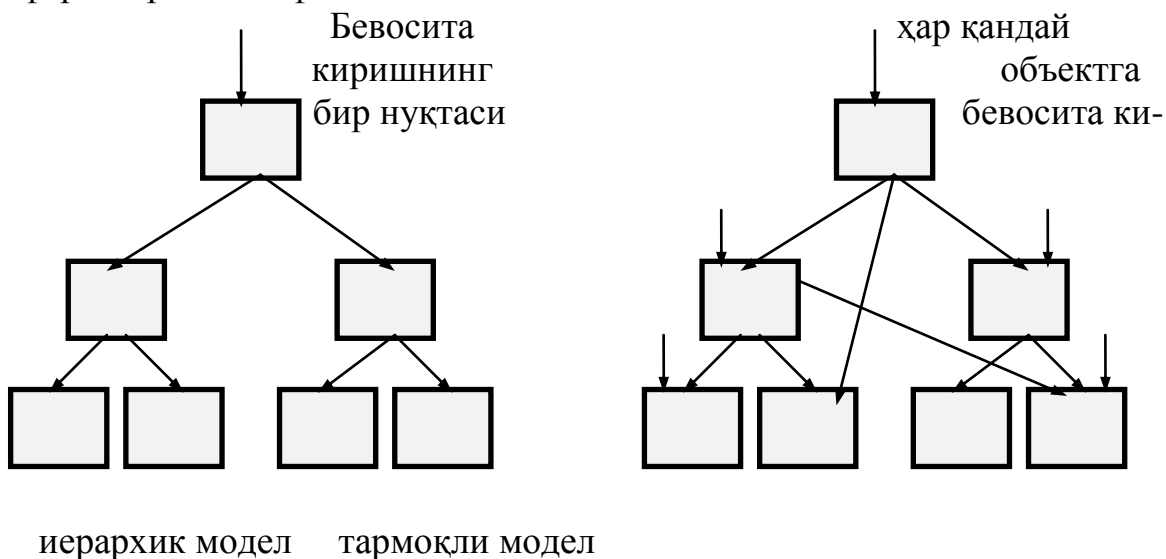 Бевосита
киришнинг
бир нуқтаси
ҳар қандай
объектга
бевосита ки-
иерархик модел тармоқли модел